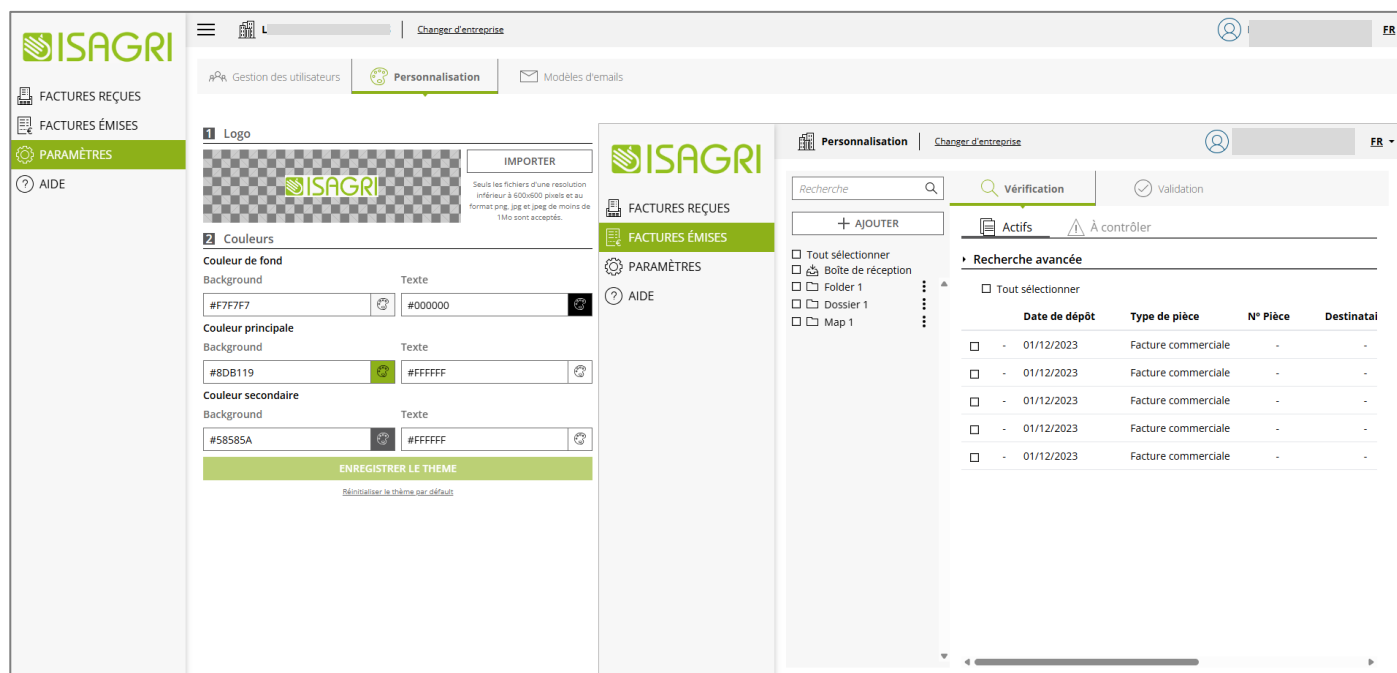 ISAGRI
FACTURES REÇUES
FACTURES ÉMISES
PARAMÈTRES
AIDE
L
Changer d'entreprise
FR
Gestion des utilisateurs
Personnalisation
Modèles d'emails
1 Logo
ISAGRI
IMPORTER
Seuls les fichiers d'une resolution
inférieur à 600x600 pixels et au
format png, jpg et jpeg de moins de
1Mo sont acceptés.
2 Couleurs
Couleur de fond
Background Texte
#F7F7F7 #000000
Couleur principale
Background Texte
#8DB119 #FFFFFF
Couleur secondaire
Background Texte
#58585A #FFFFFF
ENREGISTRER LE THEME
Réinitialiser le thème par défault
ISAGRI
FACTURES REÇUES
FACTURES ÉMISES
PARAMÈTRES
AIDE
Personnalisation
Changer d'entreprise
FR
Recherche
+ AJOUTER
Tout sélectionner
Boîte de réception
Folder 1
Dossier 1
Map 1
Vérification
Validation
Actifs
À contrôler
Recherche avancée
Tout sélectionner
Date de dépôt Type de pièce N° Pièce Destinatai
- 01/12/2023 Facture commerciale - -
- 01/12/2023 Facture commerciale - -
- 01/12/2023 Facture commerciale - -
- 01/12/2023 Facture commerciale - -
- 01/12/2023 Facture commerciale - -